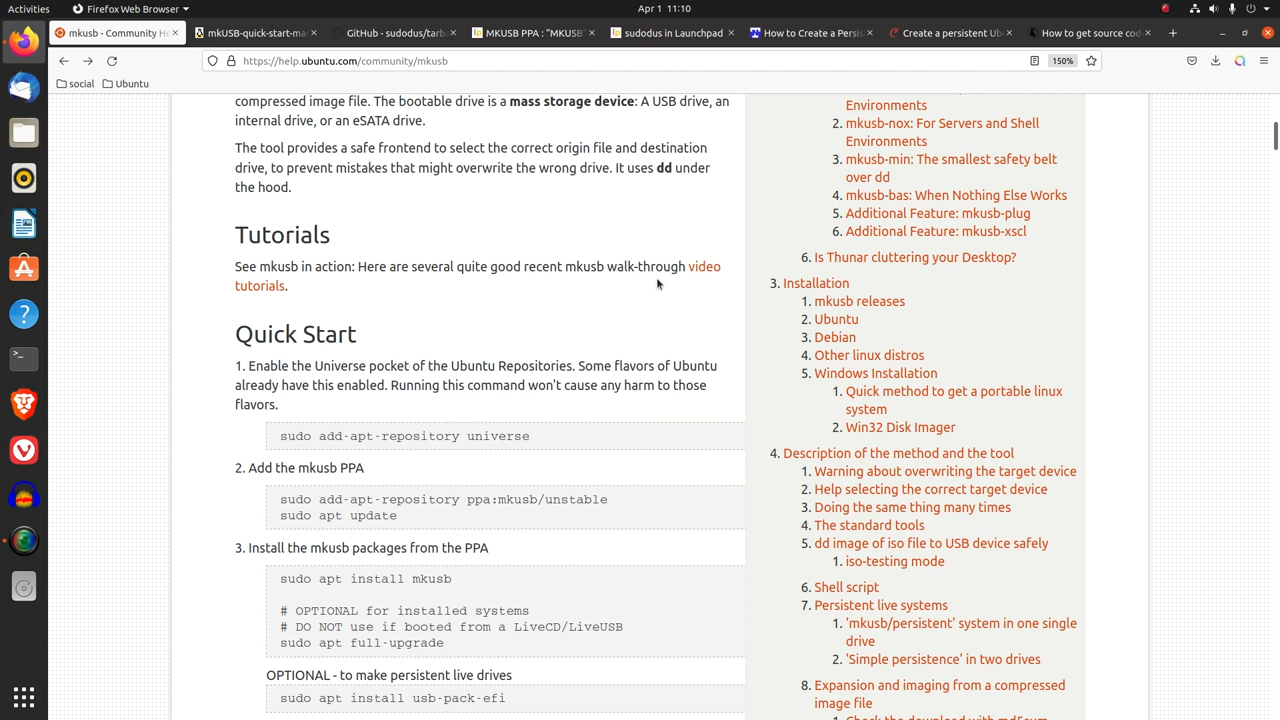 Activities
Firefox Web Browser
Apr 1 11:10
mkusb - Community He
mkUSB-quick-start-ma
GitHub - sudodus/tarba
MKUSB PPA : "MKUSB"
sudodus in Launchpad
How to Create a Persis
Create a persistent Ub
How to get source cod
https://help.ubuntu.com/community/mkusb
150%
social
Ubuntu
compressed image file. The bootable drive is a mass storage device: A USB drive, an
internal drive, or an eSATA drive.
The tool provides a safe frontend to select the correct origin file and destination
drive, to prevent mistakes that might overwrite the wrong drive. It uses dd under
the hood.
Tutorials
See mkusb in action: Here are several quite good recent mkusb walk-through video
tutorials.
Quick Start
1. Enable the Universe pocket of the Ubuntu Repositories. Some flavors of Ubuntu
already have this enabled. Running this command won't cause any harm to those
flavors.
sudo add-apt-repository universe
2. Add the mkusb PPA
sudo add-apt-repository ppa:mkusb/unstable
sudo apt update
3. Install the mkusb packages from the PPA
sudo apt install mkusb
# OPTIONAL for installed systems
# DO NOT use if booted from a LiveCD/LiveUSB
sudo apt full-upgrade
OPTIONAL - to make persistent live drives
sudo apt install usb-pack-efi
Environments
2. mkusb-nox: For Servers and Shell
Environments
3. mkusb-min: The smallest safety belt
over dd
4. mkusb-bas: When Nothing Else Works
5. Additional Feature: mkusb-plug
6. Additional Feature: mkusb-xscl
6. Is Thunar cluttering your Desktop?
3. Installation
1. mkusb releases
2. Ubuntu
3. Debian
4. Other linux distros
5. Windows Installation
1. Quick method to get a portable linux
system
2. Win32 Disk Imager
4. Description of the method and the tool
1. Warning about overwriting the target device
2. Help selecting the correct target device
3. Doing the same thing many times
4. The standard tools
5. dd image of iso file to USB device safely
1. iso-testing mode
6. Shell script
7. Persistent live systems
1. 'mkusb/persistent' system in one single
drive
2. 'Simple persistence' in two drives
8. Expansion and imaging from a compressed
image file
1. Check the download with md5sum